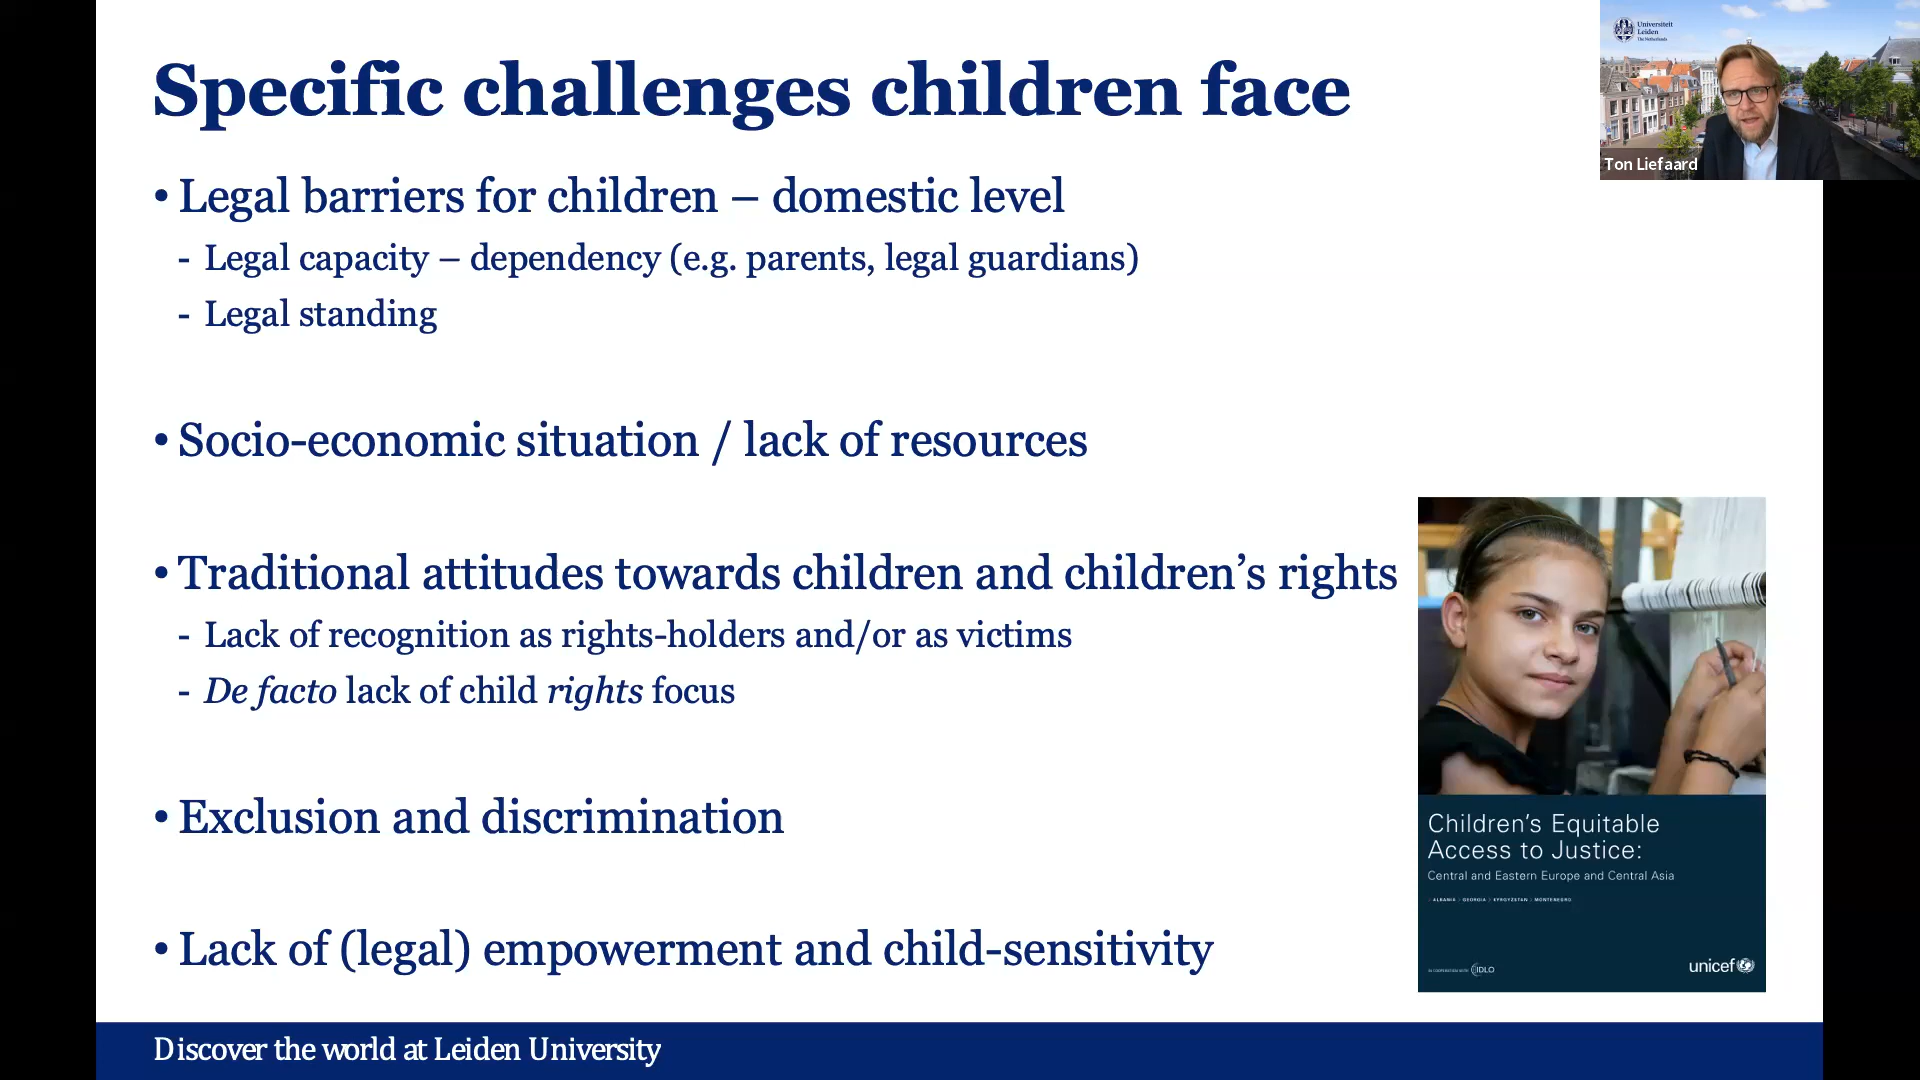 Specific challenges children face
Universiteit
Leiden
The Netherlands
Ton Liefaard
• Legal barriers for children – domestic level
- Legal capacity – dependency (e.g. parents, legal guardians)
- Legal standing
• Socio-economic situation / lack of resources
• Traditional attitudes towards children and children’s rights
- Lack of recognition as rights-holders and/or as victims
- De facto lack of child rights focus
• Exclusion and discrimination
• Lack of (legal) empowerment and child-sensitivity
Children’s Equitable
Access to Justice:
Central and Eastern Europe and Central Asia
ALBANIA | GEORGIA | KYRGYZSTAN | MONTENEGRO
IN COOPERATION WITH IDLO
unicef
Discover the world at Leiden University